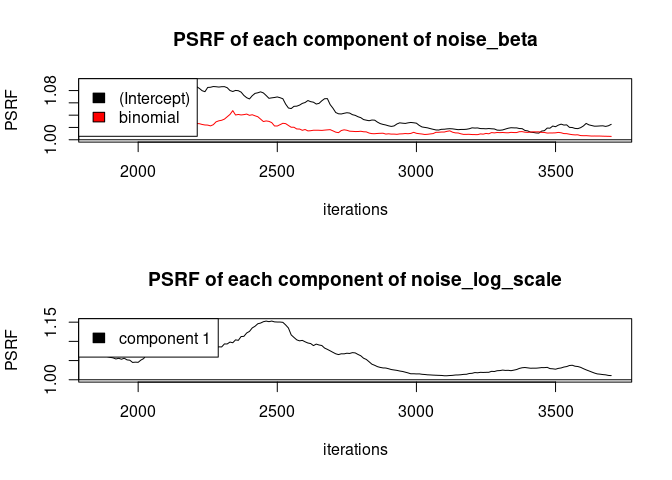 PSRF of each component of noise_beta
PSRF
1.08
1.00
(Intercept)
binomial
2000 2500 3000 3500
iterations
PSRF of each component of noise_log_scale
PSRF
1.15
1.00
component 1
2000 2500 3000 3500
iterations